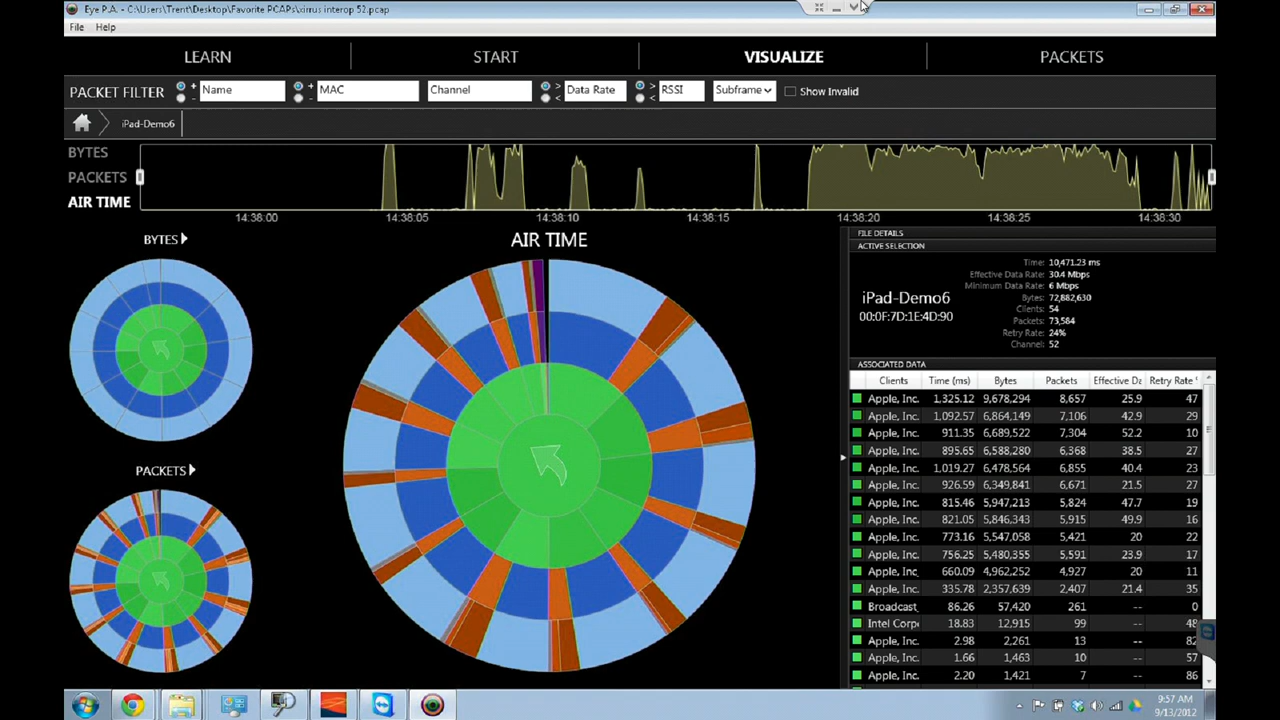 Eye P.A. - C:\Users\Trent\Desktop\Favorite PCAPs\xirrus interop 52.pcap
File Help
LEARN START VISUALIZE PACKETS
PACKET FILTER + - Name + - MAC Channel > < Data Rate > < RSSI Subframe Show Invalid
iPad-Demo6
BYTES
PACKETS
AIR TIME
14:38:00 14:38:05 14:38:10 14:38:15 14:38:20 14:38:25 14:38:30
BYTES
AIR TIME
PACKETS
FILE DETAILS
ACTIVE SELECTION
iPad-Demo6
00:0F:7D:1E:4D:90
Time: 10,471.23 ms
Effective Data Rate: 30.4 Mbps
Minimum Data Rate: 6 Mbps
Bytes: 72,882,630
Clients: 54
Packets: 73,584
Retry Rate: 24%
Channel: 52
ASSOCIATED DATA
Clients Time (ms) Bytes Packets Effective Da Retry Rate
Apple, Inc. 1,325.12 9,678,294 8,657 25.9 47
Apple, Inc. 1,092.57 6,864,149 7,106 42.9 29
Apple, Inc. 911.35 6,689,522 7,304 52.2 10
Apple, Inc. 895.65 6,588,280 6,368 38.5 27
Apple, Inc. 1,019.27 6,478,564 6,855 40.4 23
Apple, Inc. 926.59 6,349,841 6,671 21.5 27
Apple, Inc. 815.46 5,947,213 5,824 47.7 19
Apple, Inc. 821.05 5,846,343 5,915 49.9 16
Apple, Inc. 773.16 5,547,058 5,421 20 22
Apple, Inc. 756.25 5,480,355 5,591 23.9 17
Apple, Inc. 660.09 4,962,252 4,927 20 11
Apple, Inc. 335.78 2,357,639 2,407 21.4 35
Broadcast 86.26 57,420 261 -- 0
Intel Corp 18.83 12,915 99 -- 48
Apple, Inc. 2.98 2,261 13 -- 82
Apple, Inc. 1.66 1,463 10 -- 57
Apple, Inc. 2.20 1,421 7 -- 86
9:57 AM
9/13/2012